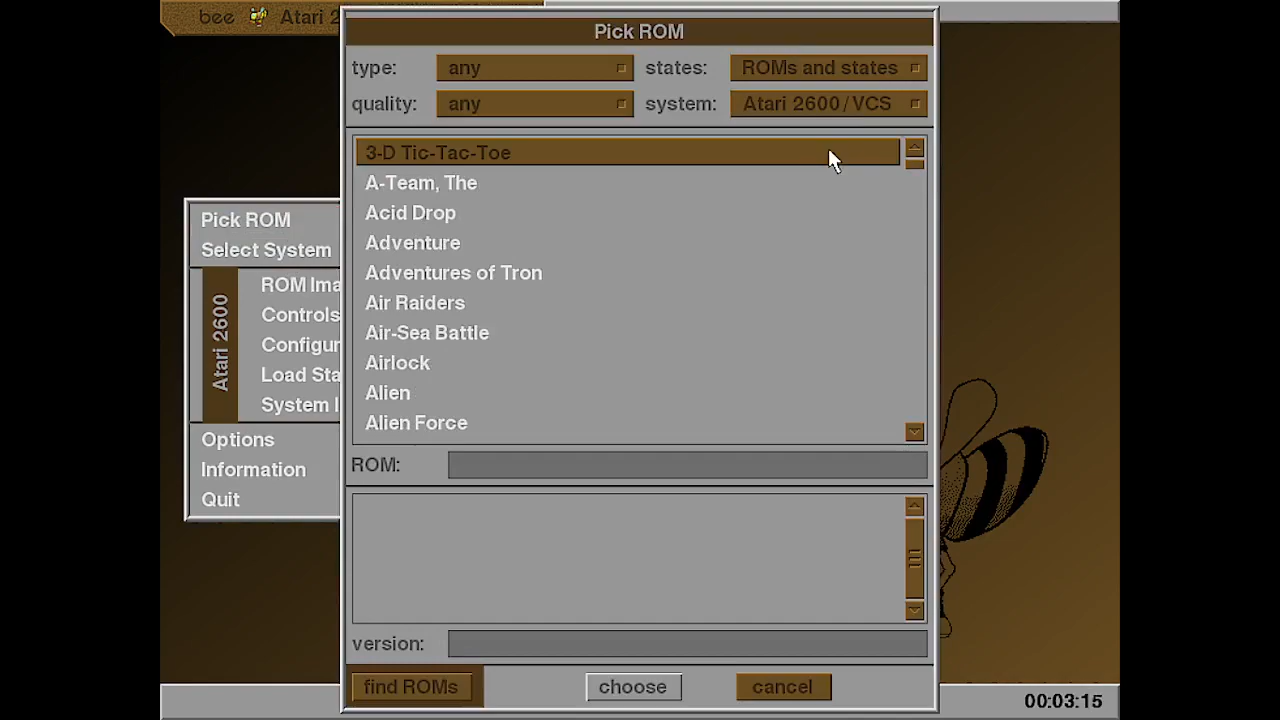 bee Atari 2
Pick ROM
type: any states: ROMs and states
quality: any system: Atari 2600/VCS
3-D Tic-Tac-Toe
A-Team, The
Acid Drop
Adventure
Adventures of Tron
Air Raiders
Air-Sea Battle
Airlock
Alien
Alien Force
ROM:
version:
find ROMs choose cancel
Pick ROM
Select System
Atari 2600
ROM Ima
Controls
Configur
Load Sta
System I
Options
Information
Quit
00:03:15